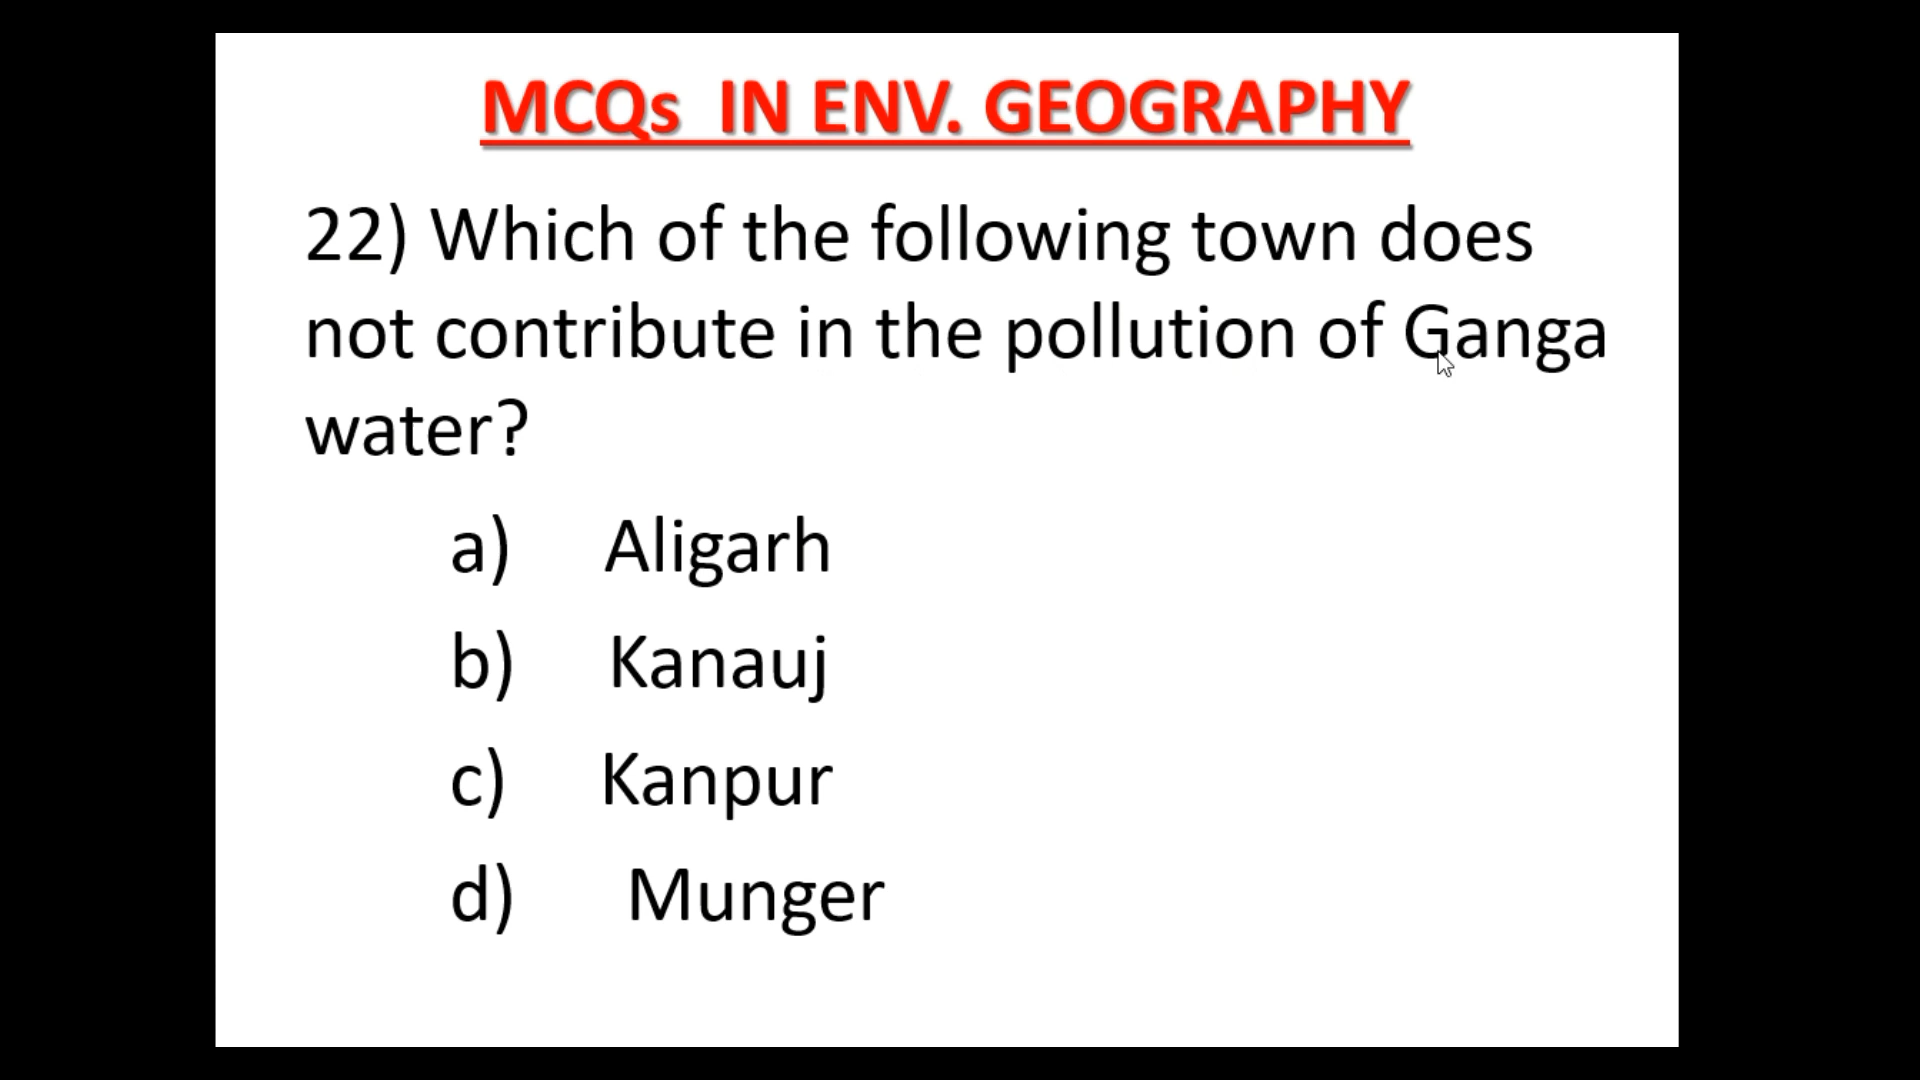 MCQs IN ENV. GEOGRAPHY
22) Which of the following town does
not contribute in the pollution of Ganga
water?
a) Aligarh
b) Kanauj
c) Kanpur
d) Munger